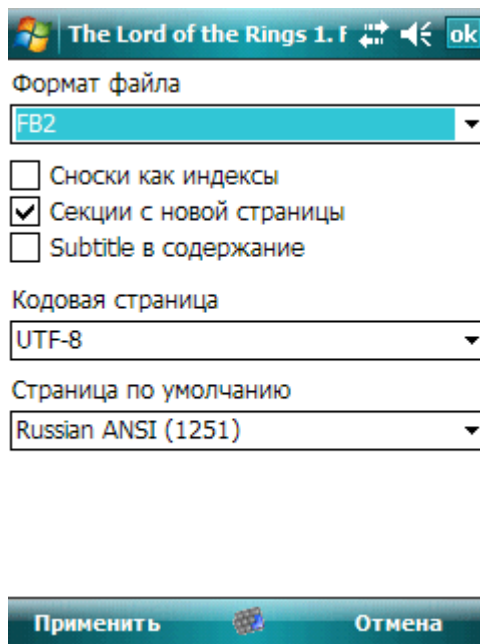 The Lord of the Rings 1. F ok
Формат файла
FB2
Сноски как индексы
Секции с новой страницы
Subtitle в содержание
Кодовая страница
UTF-8
Страница по умолчанию
Russian ANSI (1251)
Применить Отмена